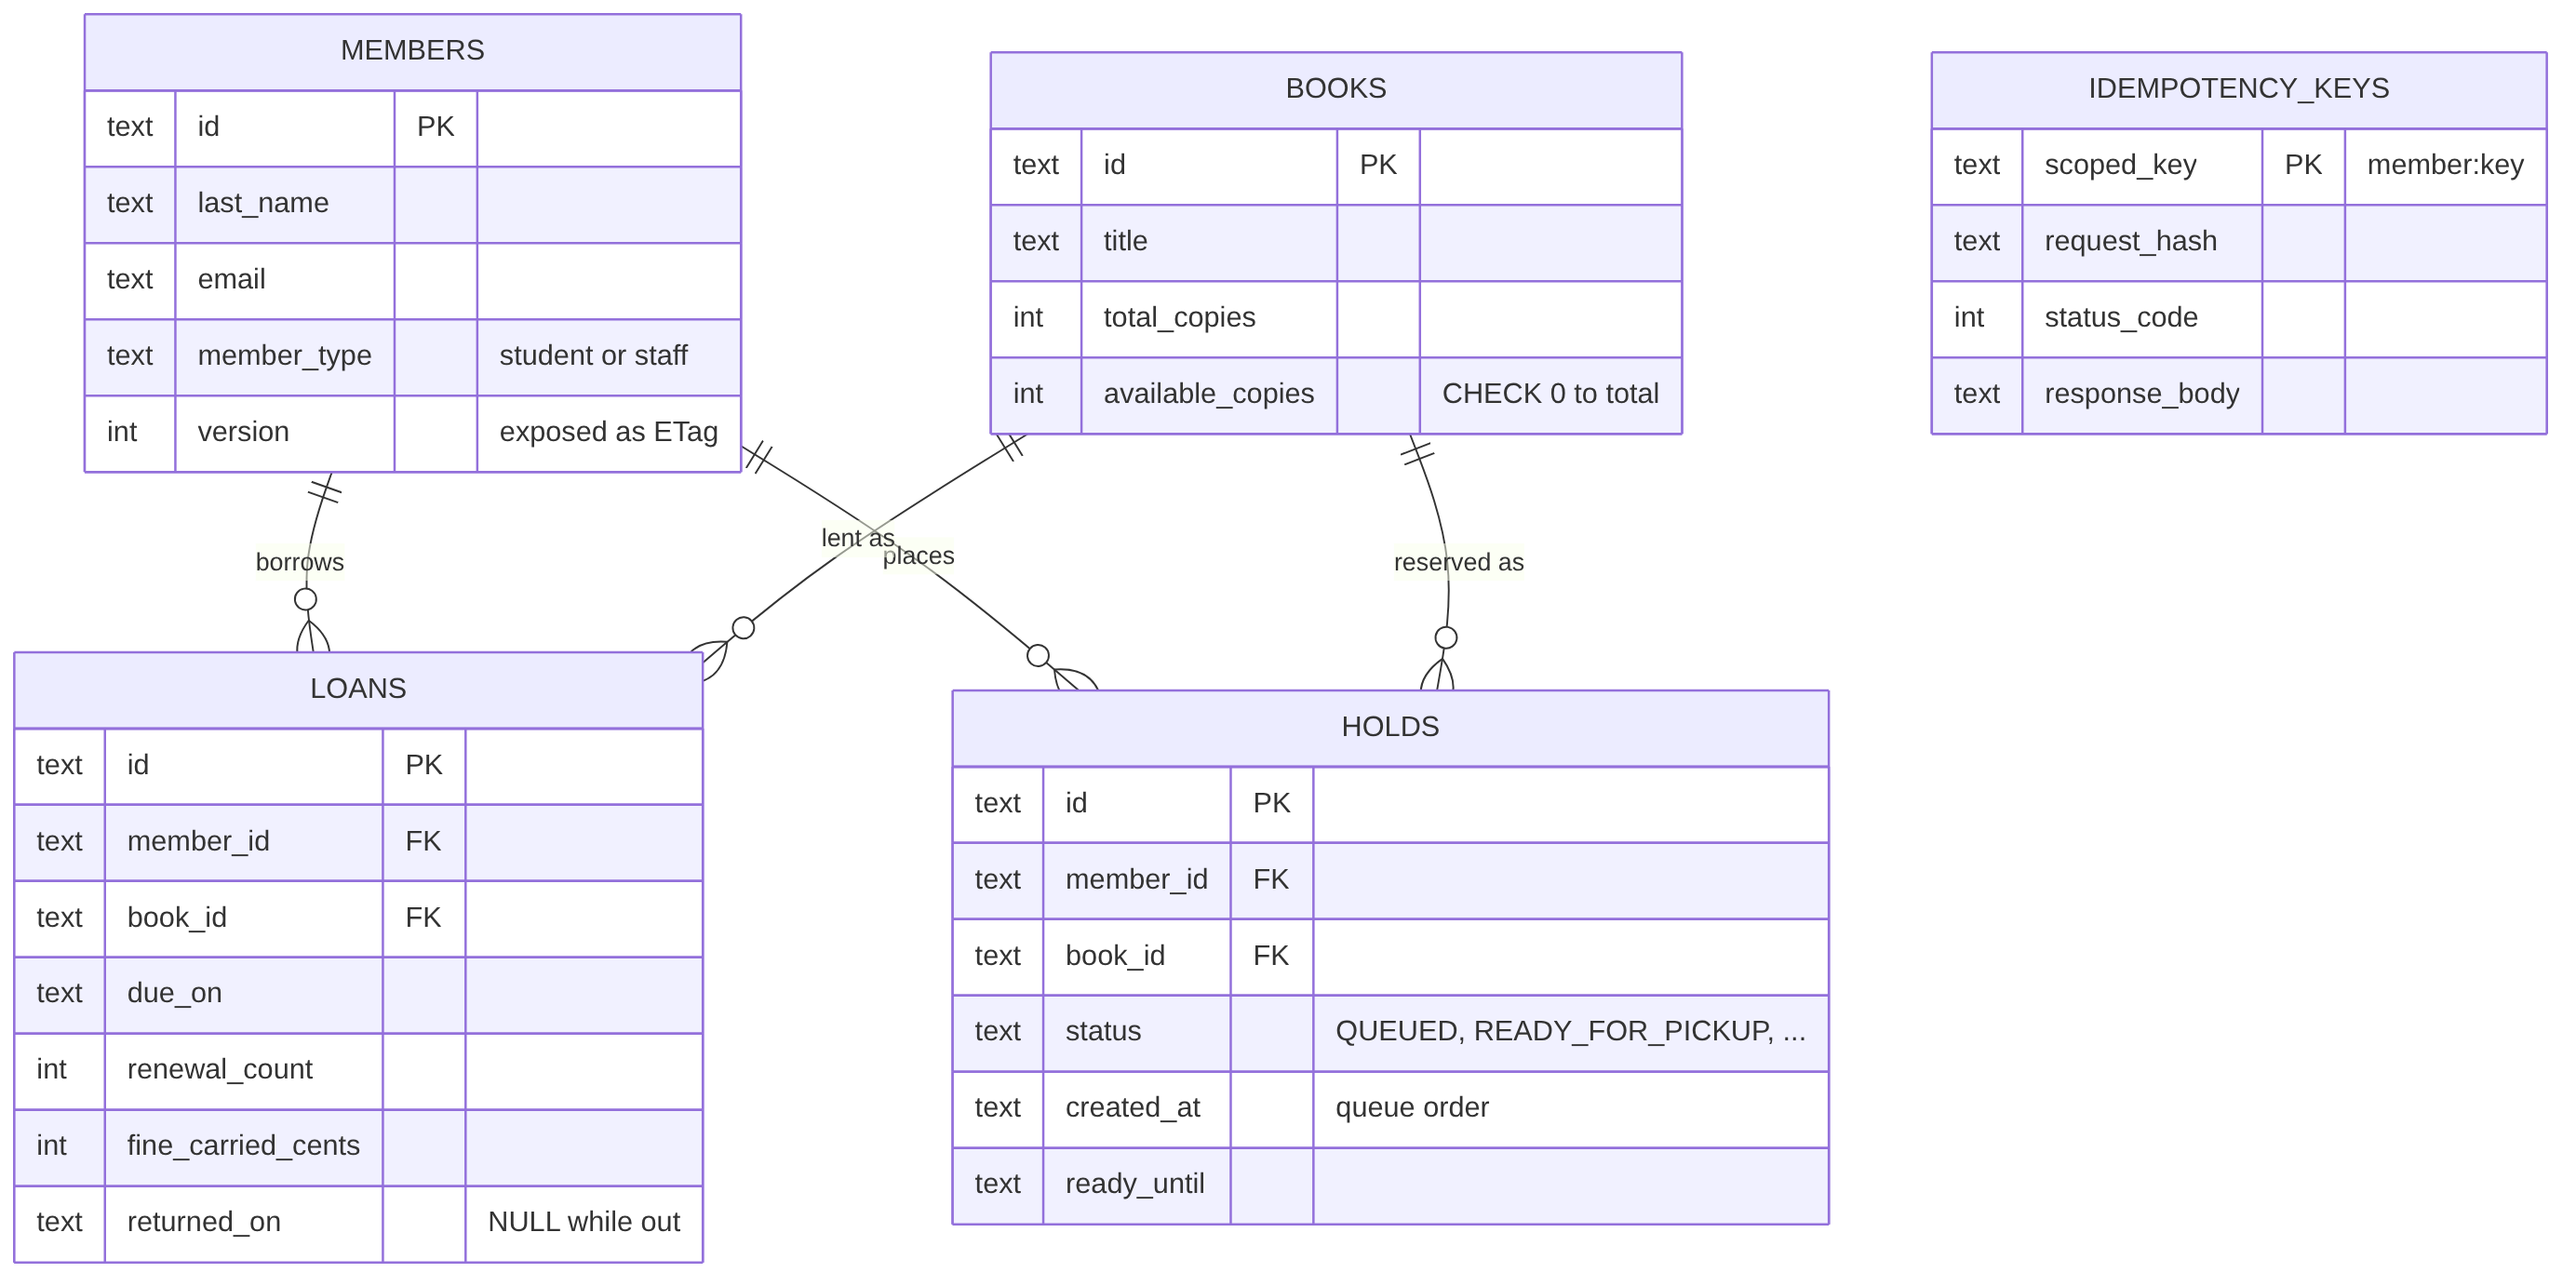 MEMBERS
text id PK
text last_name
text email
text member_type student or staff
int version exposed as ETag
BOOKS
text id PK
text title
int total_copies
int available_copies CHECK 0 to total
IDEMPOTENCY_KEYS
text scoped_key PK member:key
text request_hash
int status_code
text response_body
borrows
lent as
places
reserved as
LOANS
text id PK
text member_id FK
text book_id FK
text due_on
int renewal_count
int fine_carried_cents
text returned_on NULL while out
HOLDS
text id PK
text member_id FK
text book_id FK
text status QUEUED, READY_FOR_PICKUP, ...
text created_at queue order
text ready_until